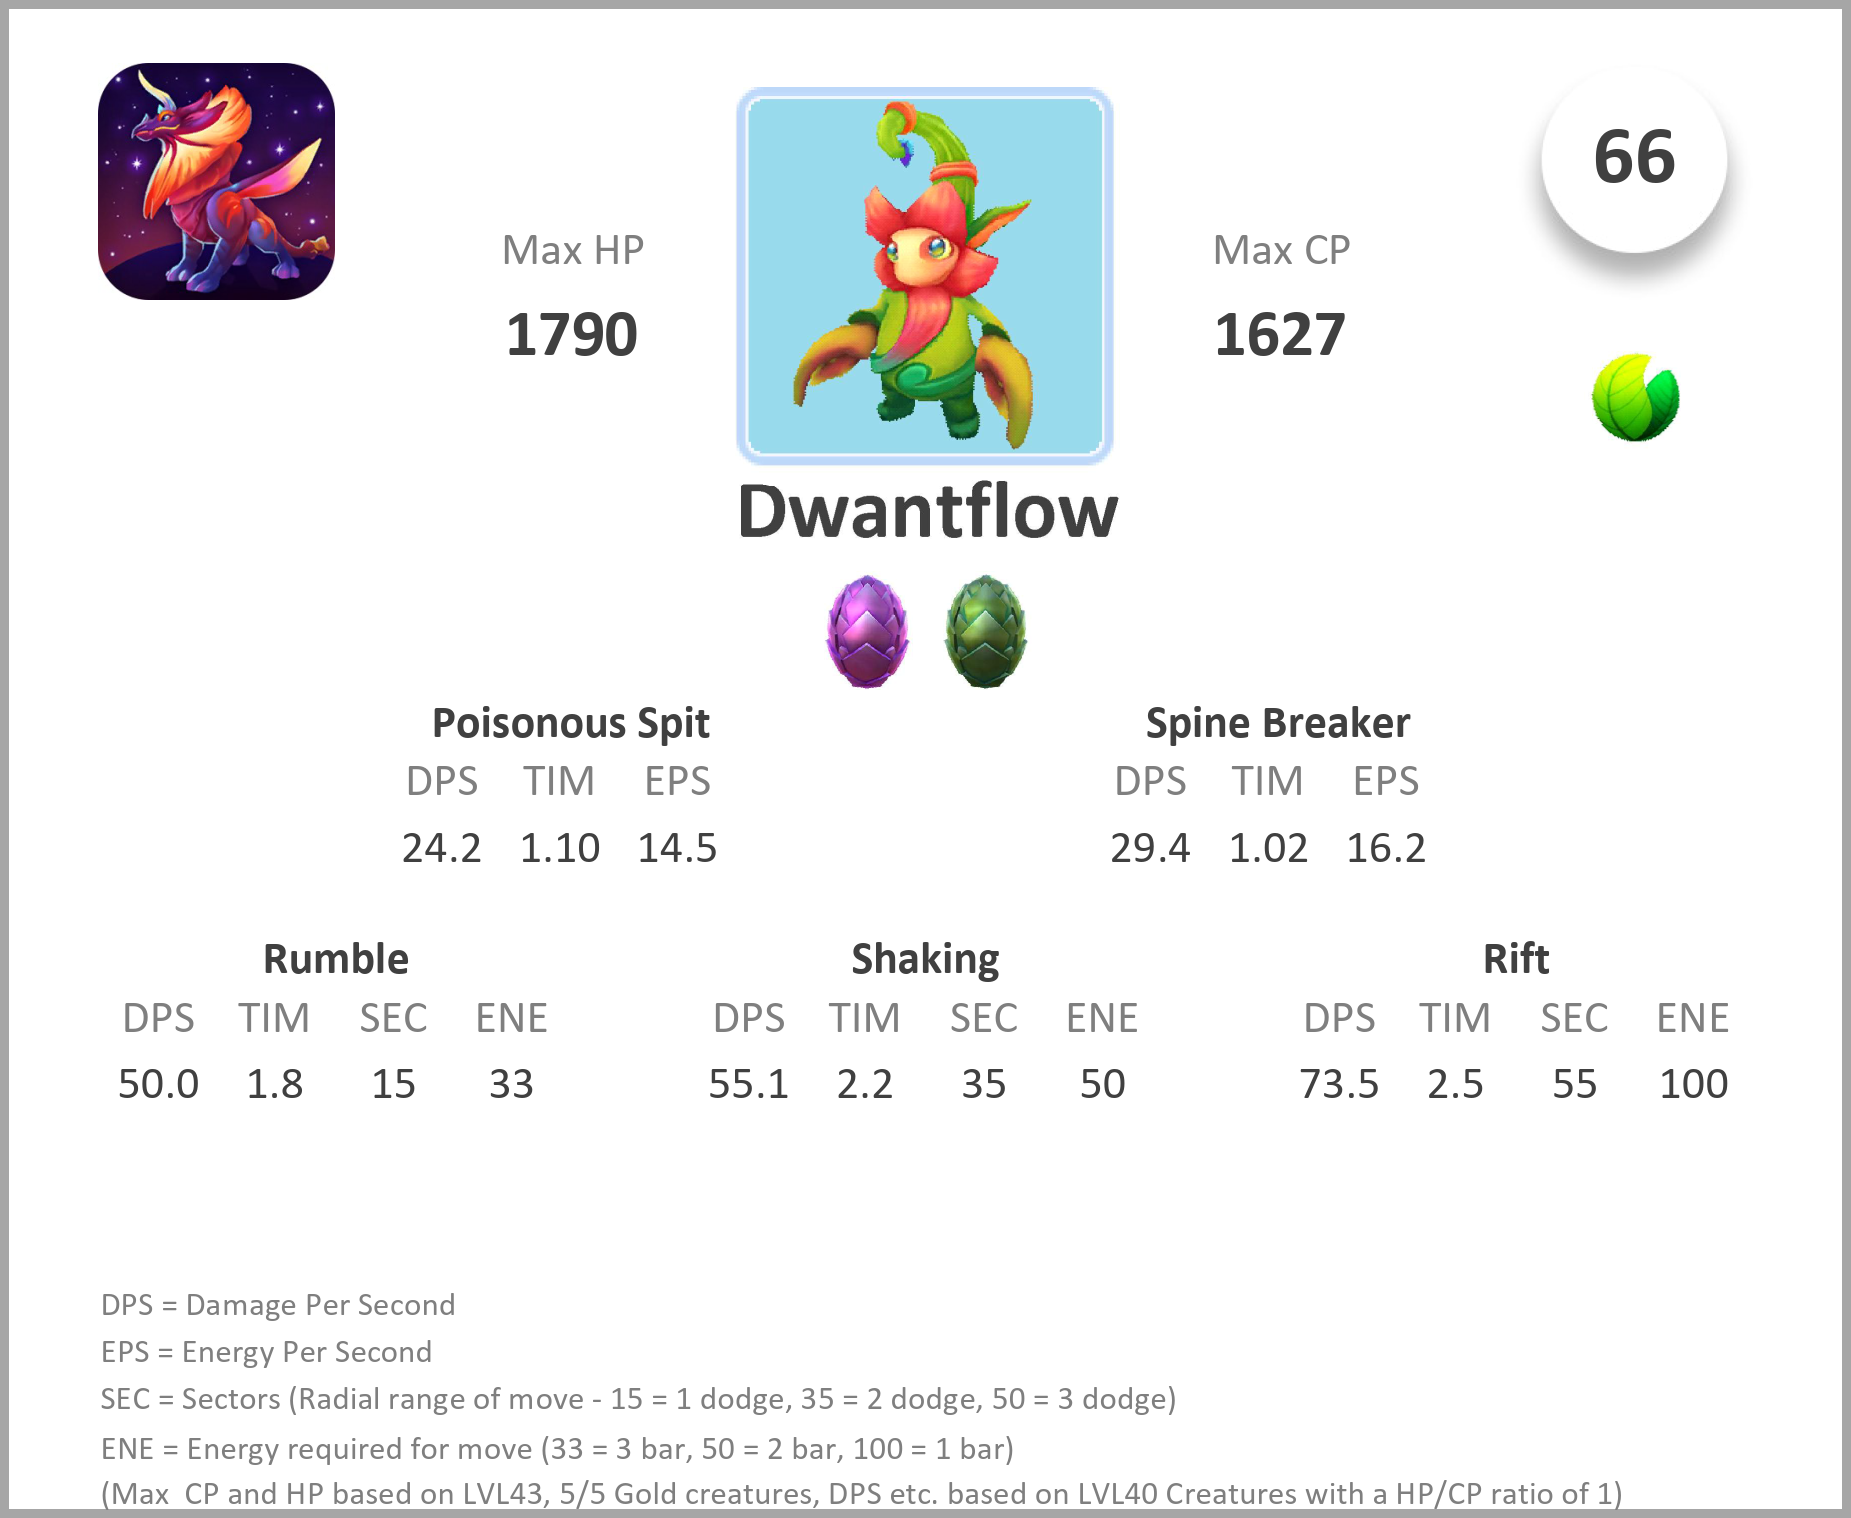 66
Max HP
Max CP
1790
1627
Dwantflow
Poisonous Spit
Spine Breaker
DPS TIM EPS
DPS TIM EPS
24.2 1.10 14.5
29.4 1.02 16.2
Rumble
Shaking
Rift
DPS TIM SEC ENE
DPS TIM SEC ENE
DPS TIM SEC ENE
50.0 1.8 15 33
55.1 2.2 35 50
73.5 2.5 55 100
DPS = Damage Per Second
EPS = Energy Per Second
SEC = Sectors (Radial range of move - 15 = 1 dodge, 35 = 2 dodge, 50 = 3 dodge)
ENE = Energy required for move (33 = 3 bar, 50 = 2 bar, 100 = 1 bar)
(Max  CP and HP based on LVL43, 5/5 Gold creatures, DPS etc. based on LVL40 Creatures with a HP/CP ratio of 1)